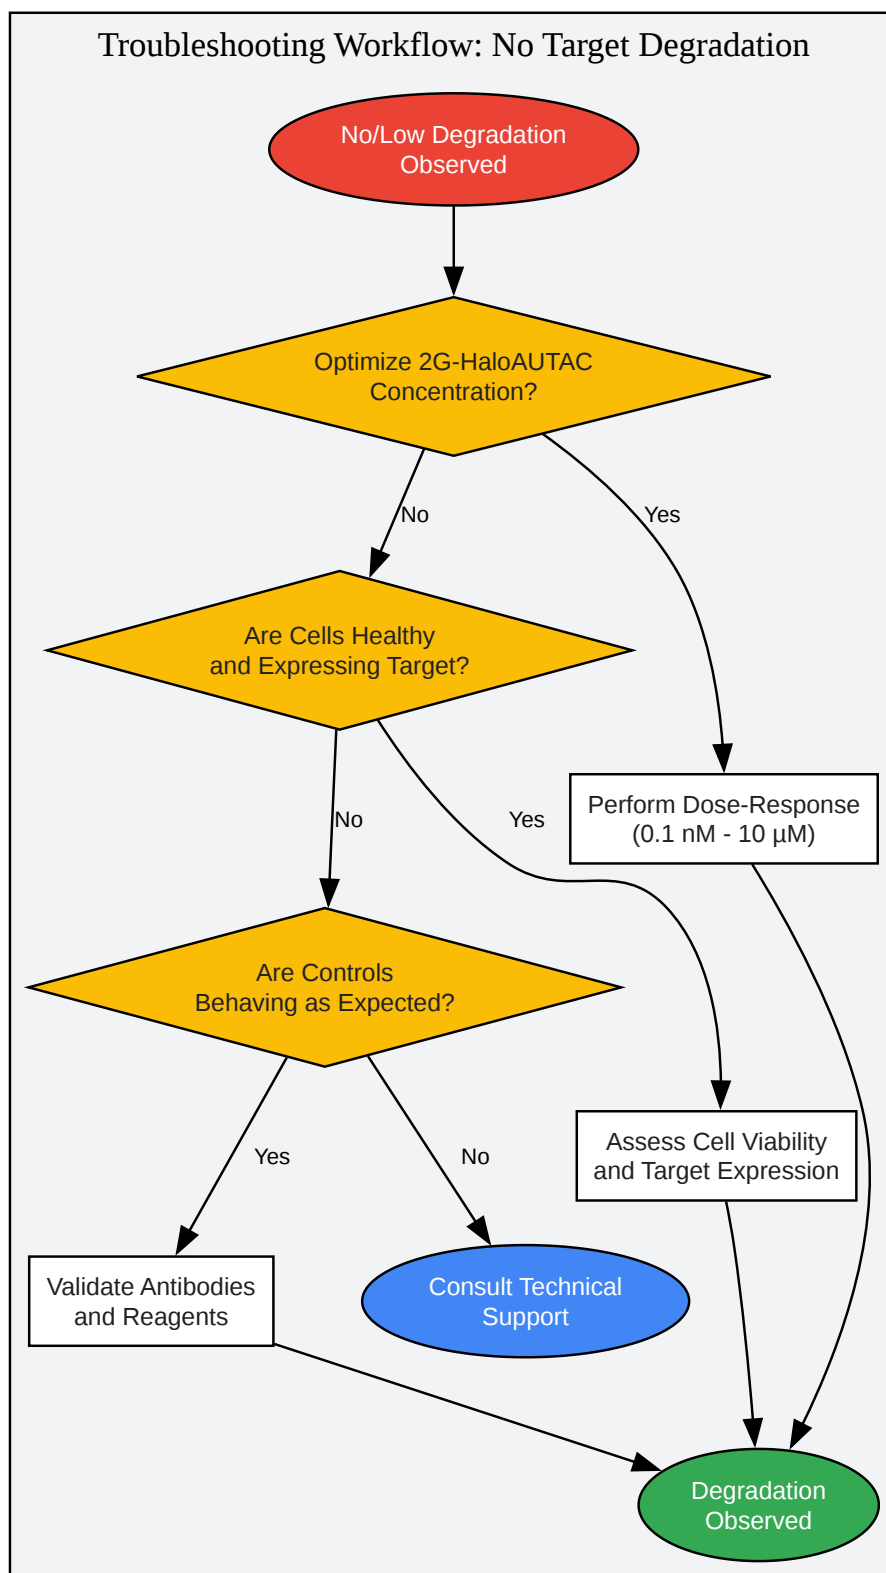 Troubleshooting Workflow: No Target Degradation
No/Low Degradation
Observed
Optimize 2G-HaloAUTAC
Concentration?
No
Yes
Are Cells Healthy
and Expressing Target?
No
Yes
Perform Dose-Response
(0.1 nM - 10 µM)
Are Controls
Behaving as Expected?
Yes
No
Assess Cell Viability
and Target Expression
Validate Antibodies
and Reagents
Consult Technical
Support
Degradation
Observed